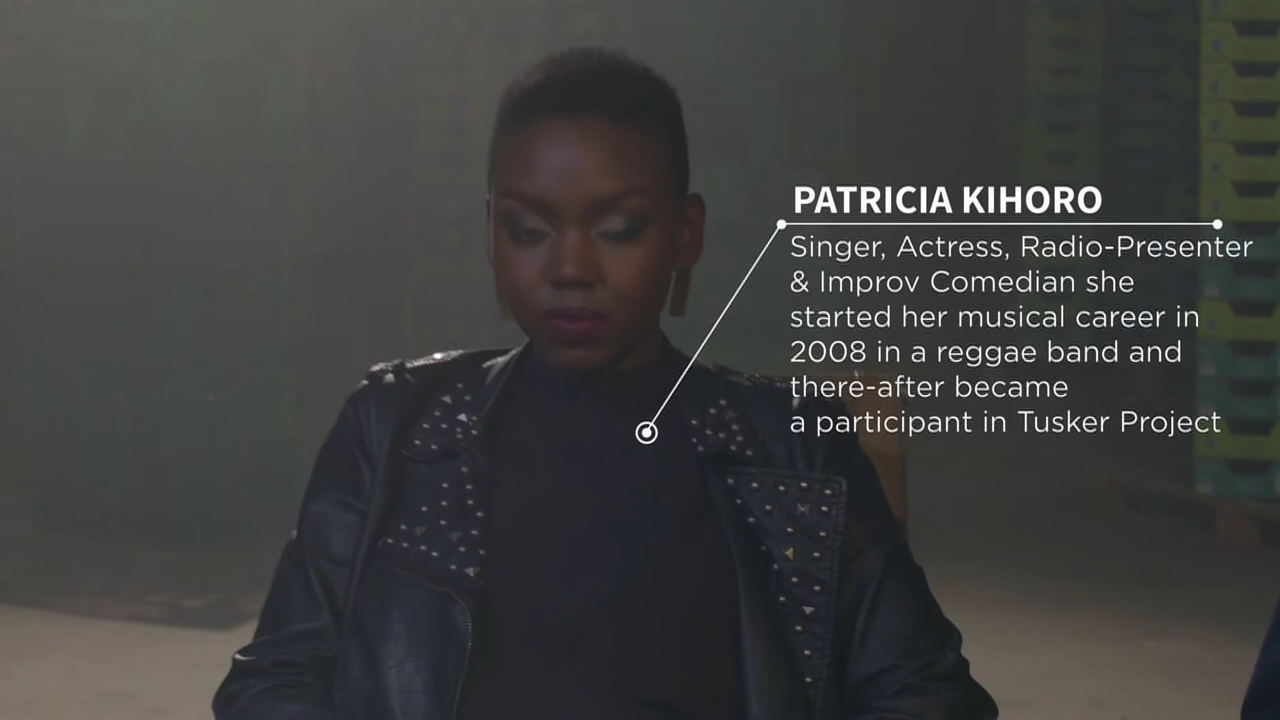 PATRICIA KIHORO
Singer, Actress, Radio-Presenter
& Improv Comedian she
started her musical career in
2008 in a reggae band and
there-after became
a participant in Tusker Project